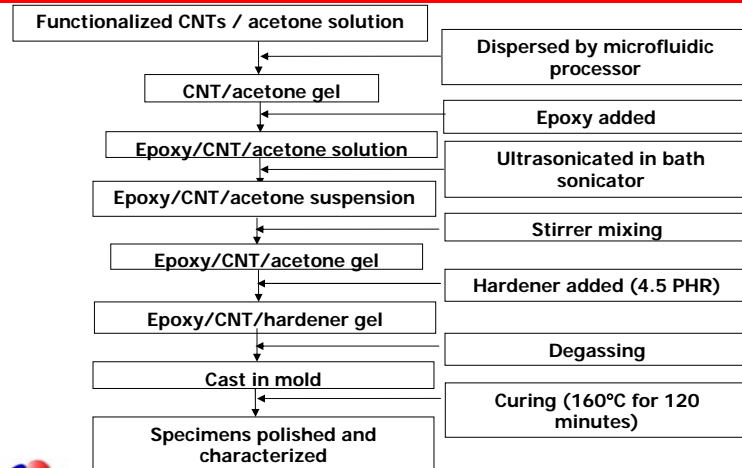 Functionalized CNTs / acetone solution
Dispersed by microfluidic
processor
CNT/acetone gel
Epoxy added
Epoxy/CNT/acetone solution
Ultrasonicated in bath
sonicator
Epoxy/CNT/acetone suspension
Stirrer mixing
Epoxy/CNT/acetone gel
Hardener added (4.5 PHR)
Epoxy/CNT/hardener gel
Degassing
Cast in mold
Curing (160ºC for 120
minutes)
Specimens polished and
characterized